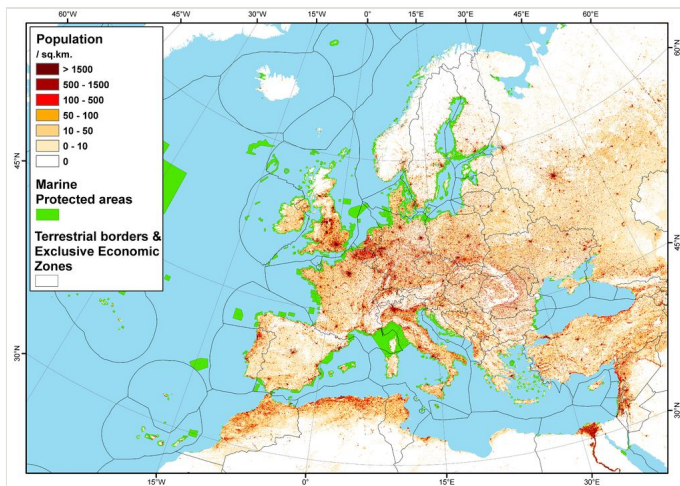 60°W 45°W 30°W 15°W 0° 15°E 30°E 45°E 60°E
Population
/ sq.km.
> 1500
500 - 1500
100 - 500
50 - 100
10 - 50
0 - 10
0
Marine
Protected areas
Terrestrial borders &
Exclusive Economic
Zones
60°N
45°N
45°N
30°N
30°N
15°W 0° 15°E 30°E